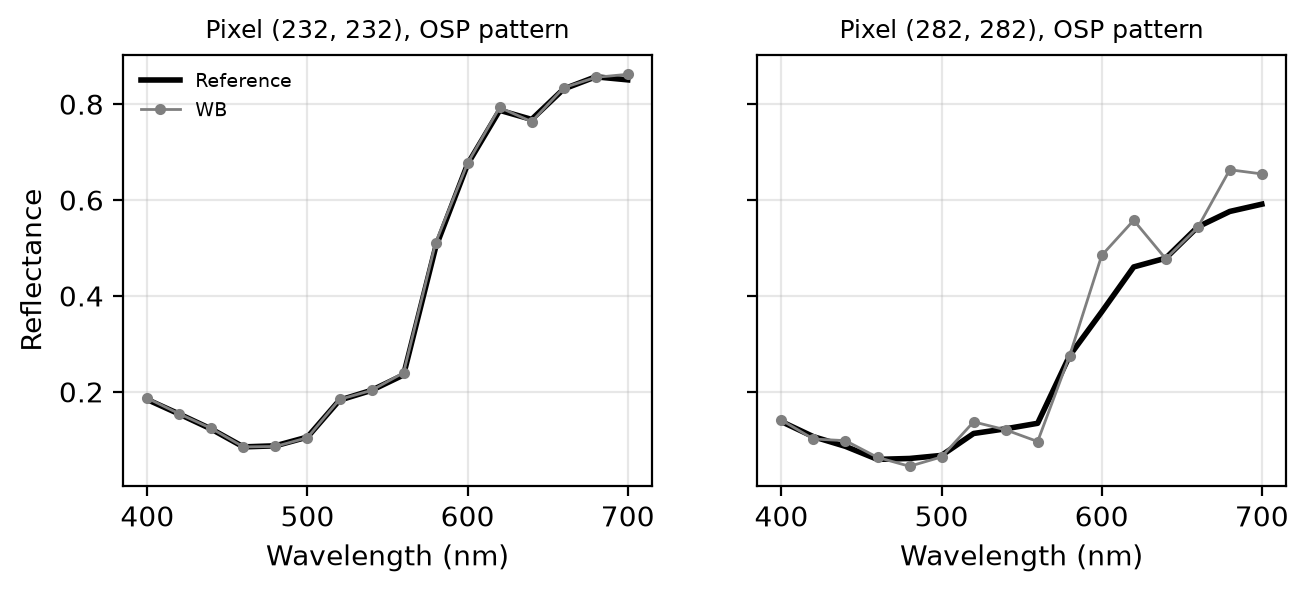 Pixel (232, 232), OSP pattern
Pixel (282, 282), OSP pattern
Reference
WB
Reflectance
0.8
0.6
0.4
0.2
400 500 600 700
400 500 600 700
Wavelength (nm)
Wavelength (nm)